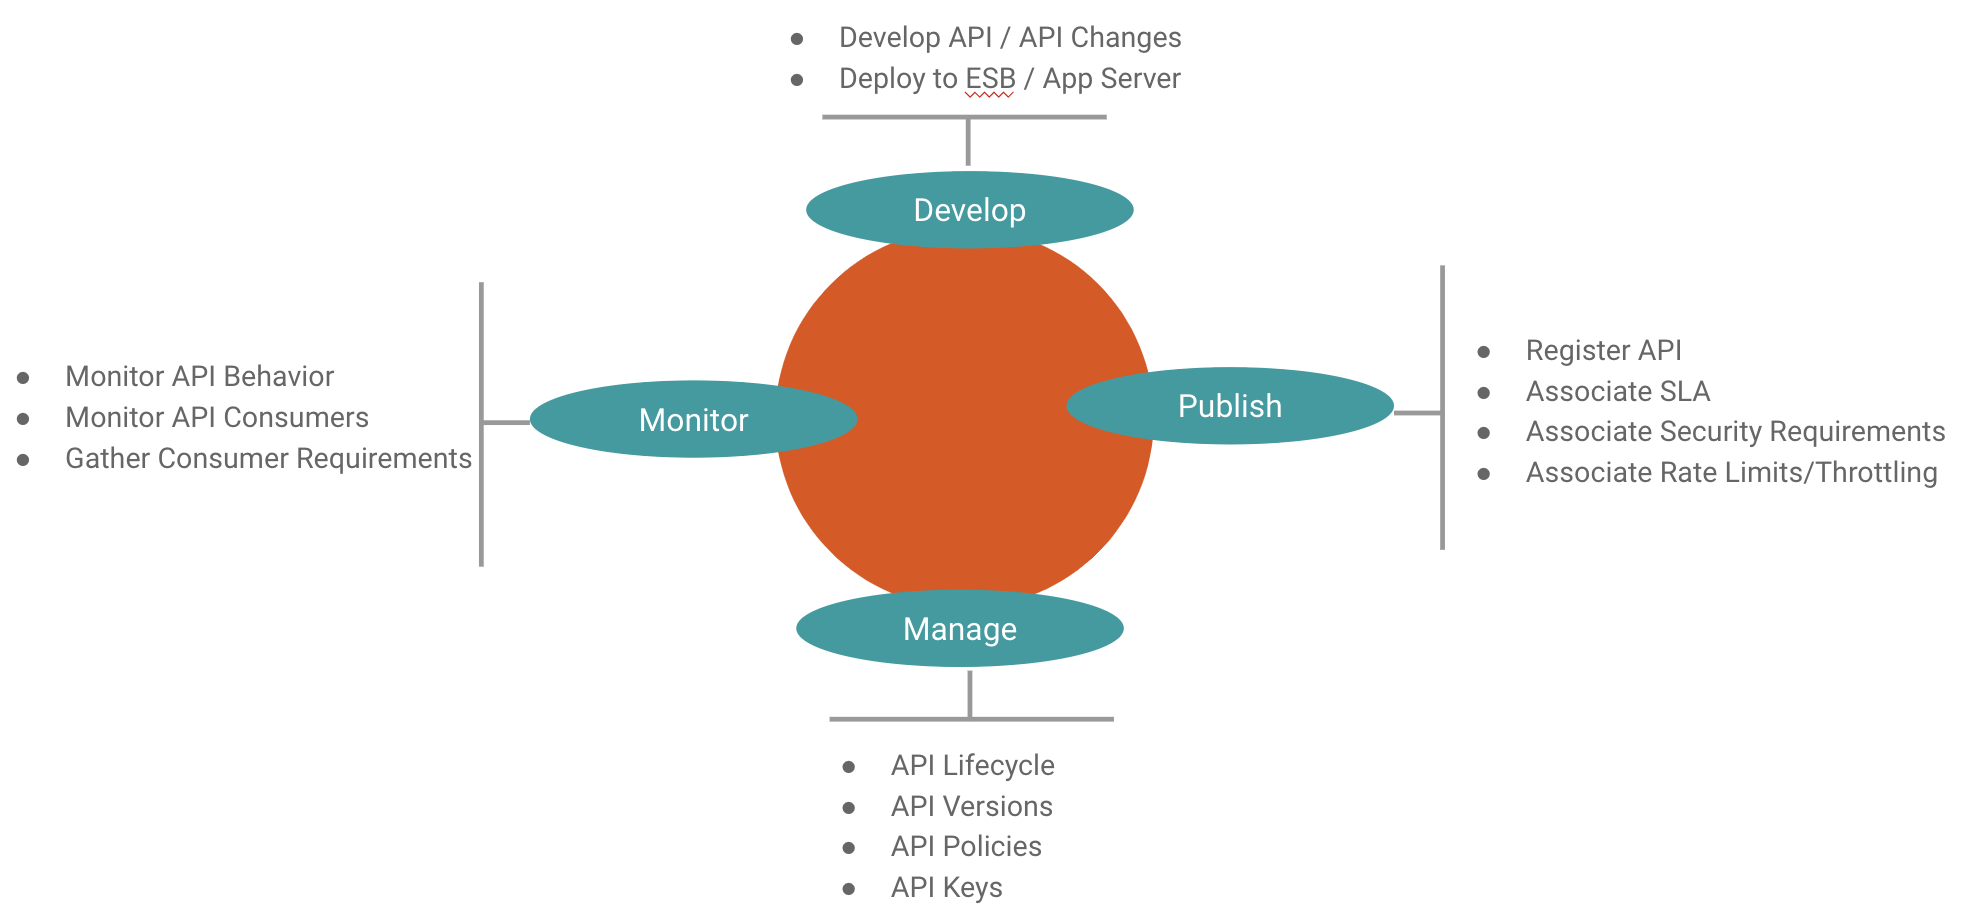 ● Develop API / API Changes
● Deploy to ESB / App Server
Develop
● Monitor API Behavior
● Monitor API Consumers
● Gather Consumer Requirements
Monitor
Publish
● Register API
● Associate SLA
● Associate Security Requirements
● Associate Rate Limits/Throttling
Manage
● API Lifecycle
● API Versions
● API Policies
● API Keys